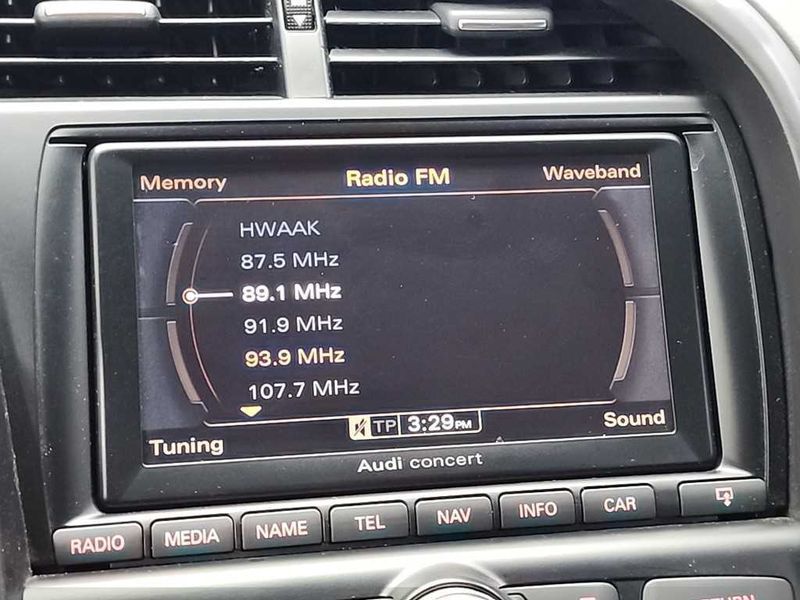 Memory Radio FM Waveband
HWAAK
87.5 MHz
89.1 MHz
91.9 MHz
93.9 MHz
107.7 MHz
TP 3:29PM
Tuning Sound
Audi concert
RADIO MEDIA NAME TEL NAV INFO CAR
RETURN